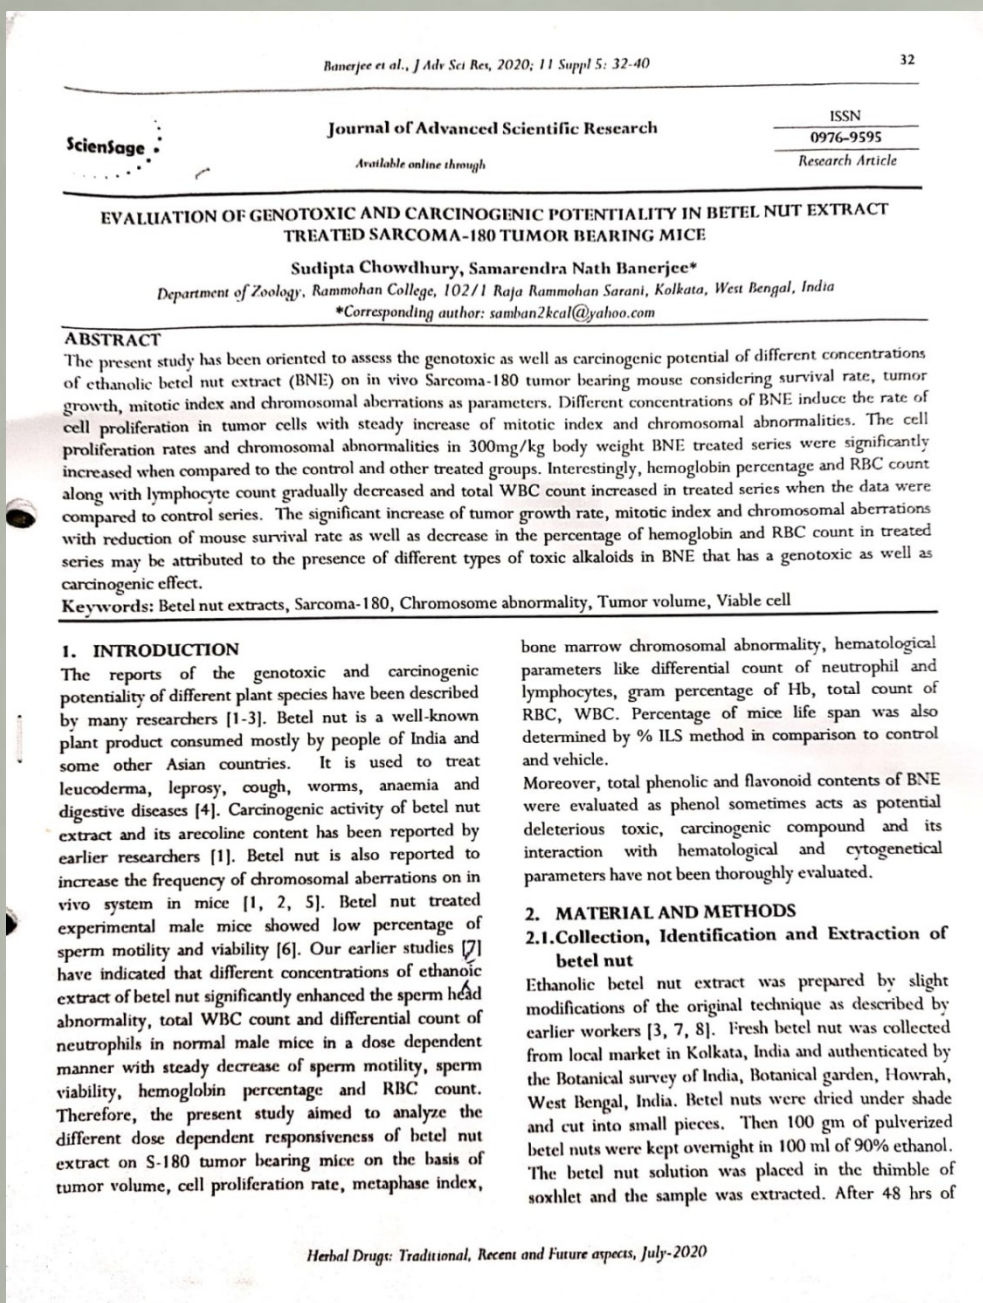 Banerjee et al., J Adv Sci Res, 2020; 11 Suppl 5: 32-40
32
ScienSage
Journal of Advanced Scientific Research
Available online through
ISSN
0976-9595
Research Article
EVALUATION OF GENOTOXIC AND CARCINOGENIC POTENTIALITY IN BETEL NUT EXTRACT
TREATED SARCOMA-180 TUMOR BEARING MICE
Sudipta Chowdhury, Samarendra Nath Banerjee*
Department of Zoology, Rammohan College, 102/1 Raja Rammohan Sarani, Kolkata, West Bengal, India
*Corresponding author: samban2kcal@yahoo.com
ABSTRACT
The present study has been oriented to assess the genotoxic as well as carcinogenic potential of different concentrations
of ethanolic betel nut extract (BNE) on in vivo Sarcoma-180 tumor bearing mouse considering survival rate, tumor
growth, mitotic index and chromosomal aberrations as parameters. Different concentrations of BNE induce the rate of
cell proliferation in tumor cells with steady increase of mitotic index and chromosomal abnormalities. The cell
proliferation rates and chromosomal abnormalities in 300mg/kg body weight BNE treated series were significantly
increased when compared to the control and other treated groups. Interestingly, hemoglobin percentage and RBC count
along with lymphocyte count gradually decreased and total WBC count increased in treated series when the data were
compared to control series. The significant increase of tumor growth rate, mitotic index and chromosomal aberrations
with reduction of mouse survival rate as well as decrease in the percentage of hemoglobin and RBC count in treated
series may be attributed to the presence of different types of toxic alkaloids in BNE that has a genotoxic as well as
carcinogenic effect.
Keywords: Betel nut extracts, Sarcoma-180, Chromosome abnormality, Tumor volume, Viable cell
1. INTRODUCTION
The reports of the genotoxic and carcinogenic
potentiality of different plant species have been described
by many researchers [1-3]. Betel nut is a well-known
plant product consumed mostly by people of India and
some other Asian countries. It is used to treat
leucoderma, leprosy, cough, worms, anaemia and
digestive diseases [4]. Carcinogenic activity of betel nut
extract and its arecoline content has been reported by
earlier researchers [1]. Betel nut is also reported to
increase the frequency of chromosomal aberrations on in
vivo system in mice [1, 2, 5]. Betel nut treated
experimental male mice showed low percentage of
sperm motility and viability [6]. Our earlier studies [7]
have indicated that different concentrations of ethanoic
extract of betel nut significantly enhanced the sperm head
abnormality, total WBC count and differential count of
neutrophils in normal male mice in a dose dependent
manner with steady decrease of sperm motility, sperm
viability, hemoglobin percentage and RBC count.
Therefore, the present study aimed to analyze the
different dose dependent responsiveness of betel nut
extract on S-180 tumor bearing mice on the basis of
tumor volume, cell proliferation rate, metaphase index,
bone marrow chromosomal abnormality, hematological
parameters like differential count of neutrophil and
lymphocytes, gram percentage of Hb, total count of
RBC, WBC. Percentage of mice life span was also
determined by % ILS method in comparison to control
and vehicle.
Moreover, total phenolic and flavonoid contents of BNE
were evaluated as phenol sometimes acts as potential
deleterious toxic, carcinogenic compound and its
interaction with hematological and cytogenetical
parameters have not been thoroughly evaluated.
2. MATERIAL AND METHODS
2.1.Collection, Identification and Extraction of
betel nut
Ethanolic betel nut extract was prepared by slight
modifications of the original technique as described by
earlier workers [3, 7, 8]. Fresh betel nut was collected
from local market in Kolkata, India and authenticated by
the Botanical survey of India, Botanical garden, Howrah,
West Bengal, India. Betel nuts were dried under shade
and cut into small pieces. Then 100 gm of pulverized
betel nuts were kept overnight in 100 ml of 90% ethanol.
The betel nut solution was placed in the thimble of
soxhlet and the sample was extracted. After 48 hrs of
Herbal Drugs: Traditional, Recent and Future aspects, July-2020